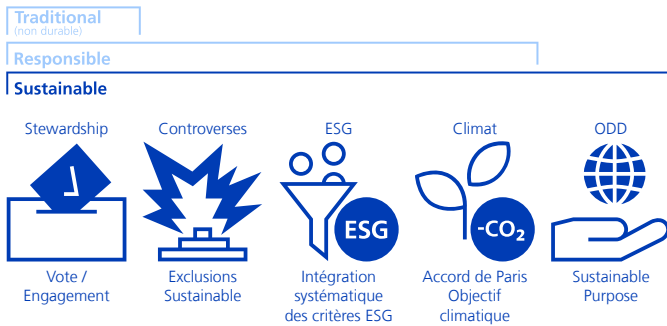 Traditional
(non durable)
Responsible
Sustainable
Stewardship
Controverses
ESG
Climat
ODD
ESG
-CO₂
Vote /
Engagement
Exclusions
Sustainable
Intégration
systématique
des critères ESG
Accord de Paris
Objectif
climatique
Sustainable
Purpose